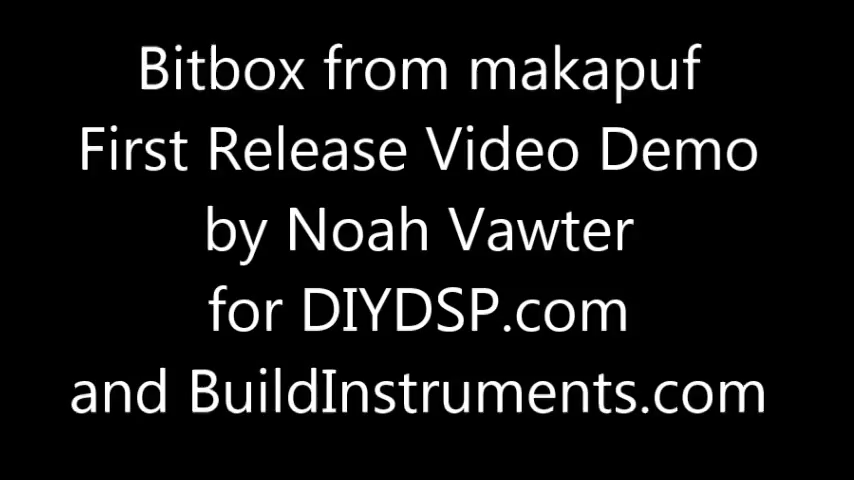 Bitbox from makapuf
First Release Video Demo
by Noah Vawter
for DIYDSP.com
and BuildInstruments.com